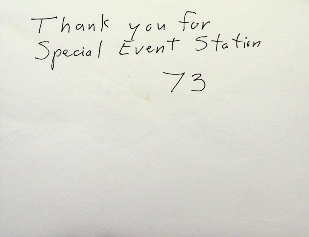 Thank you for
Special Event Station
73